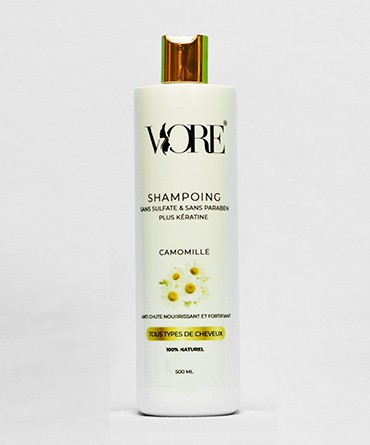 VORE®
SHAMPOING
SANS SULFATE & SANS PARABEN
PLUS KÉRATINE
CAMOMILLE
ANTI CHUTE NOURRISSANT ET FORTIFIANT
TOUS TYPES DE CHEVEUX
100% NATUREL
500 ML